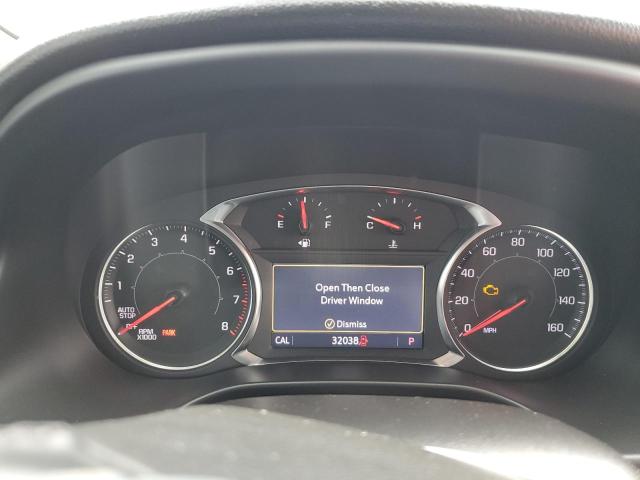 E F
C H
1 2 3 4 5 6 7 8
AUTO
STOP
OFF
RPM
X1000
PARK
Open Then Close
Driver Window
Dismiss
CAL 32038 P
0 20 40 60 80 100 120 140 160
MPH